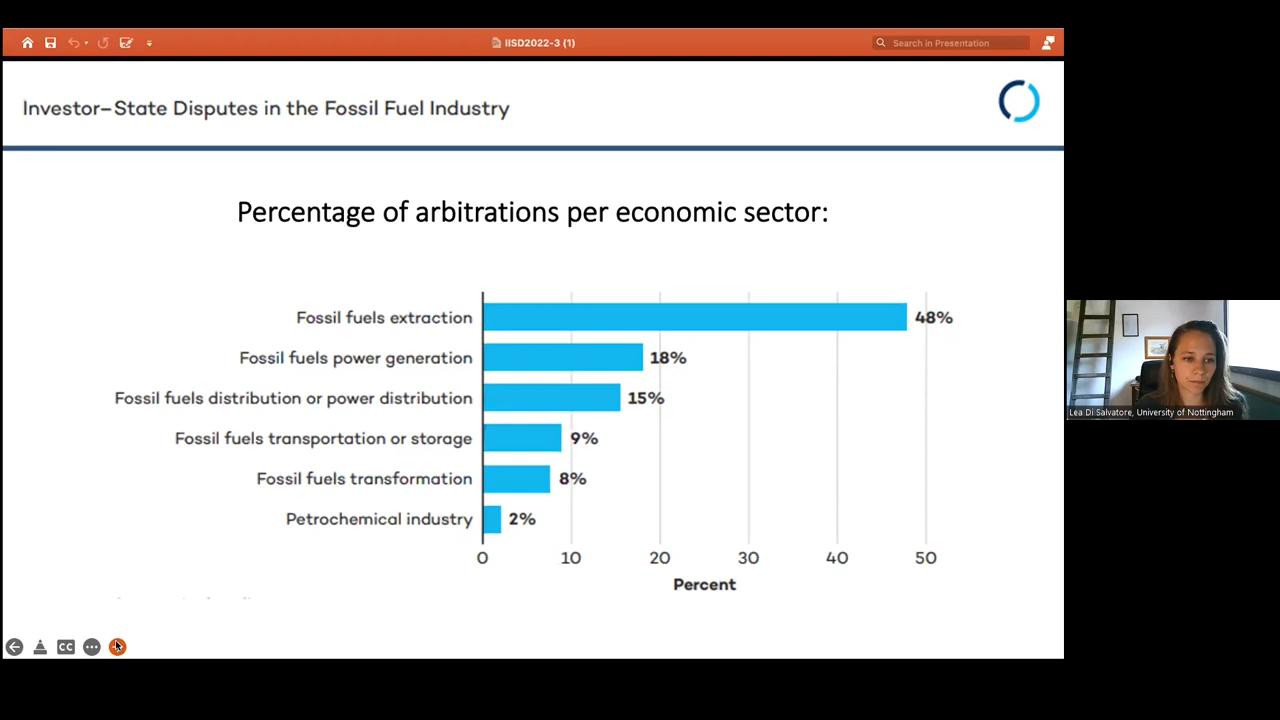 IISD2022-3 (1)
Search in Presentation
Investor–State Disputes in the Fossil Fuel Industry
Percentage of arbitrations per economic sector:
Fossil fuels extraction 48%
Fossil fuels power generation 18%
Fossil fuels distribution or power distribution 15%
Fossil fuels transportation or storage 9%
Fossil fuels transformation 8%
Petrochemical industry 2%
0 10 20 30 40 50
Percent
CC
Lea Di Salvatore, University of Nottingham